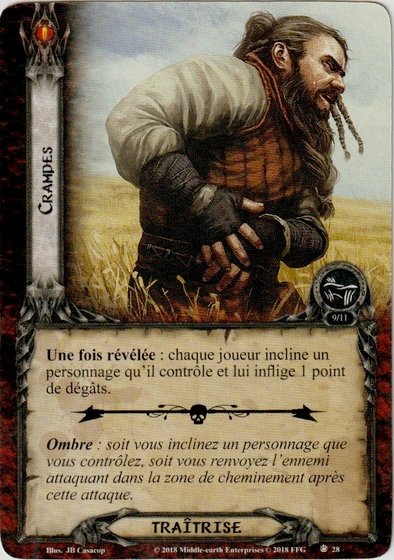 CRAMPES
9/11
Une fois révélée : chaque joueur incline un
personnage qu'il contrôle et lui inflige 1 point
de dégâts.
Ombre : soit vous inclinez un personnage que
vous contrôlez, soit vous renvoyez l'ennemi
attaquant dans la zone de cheminement après
cette attaque.
TRAÎTRISE
Illus. JB Casacop © 2018 Middle-earth Enterprises © 2018 FFG 28